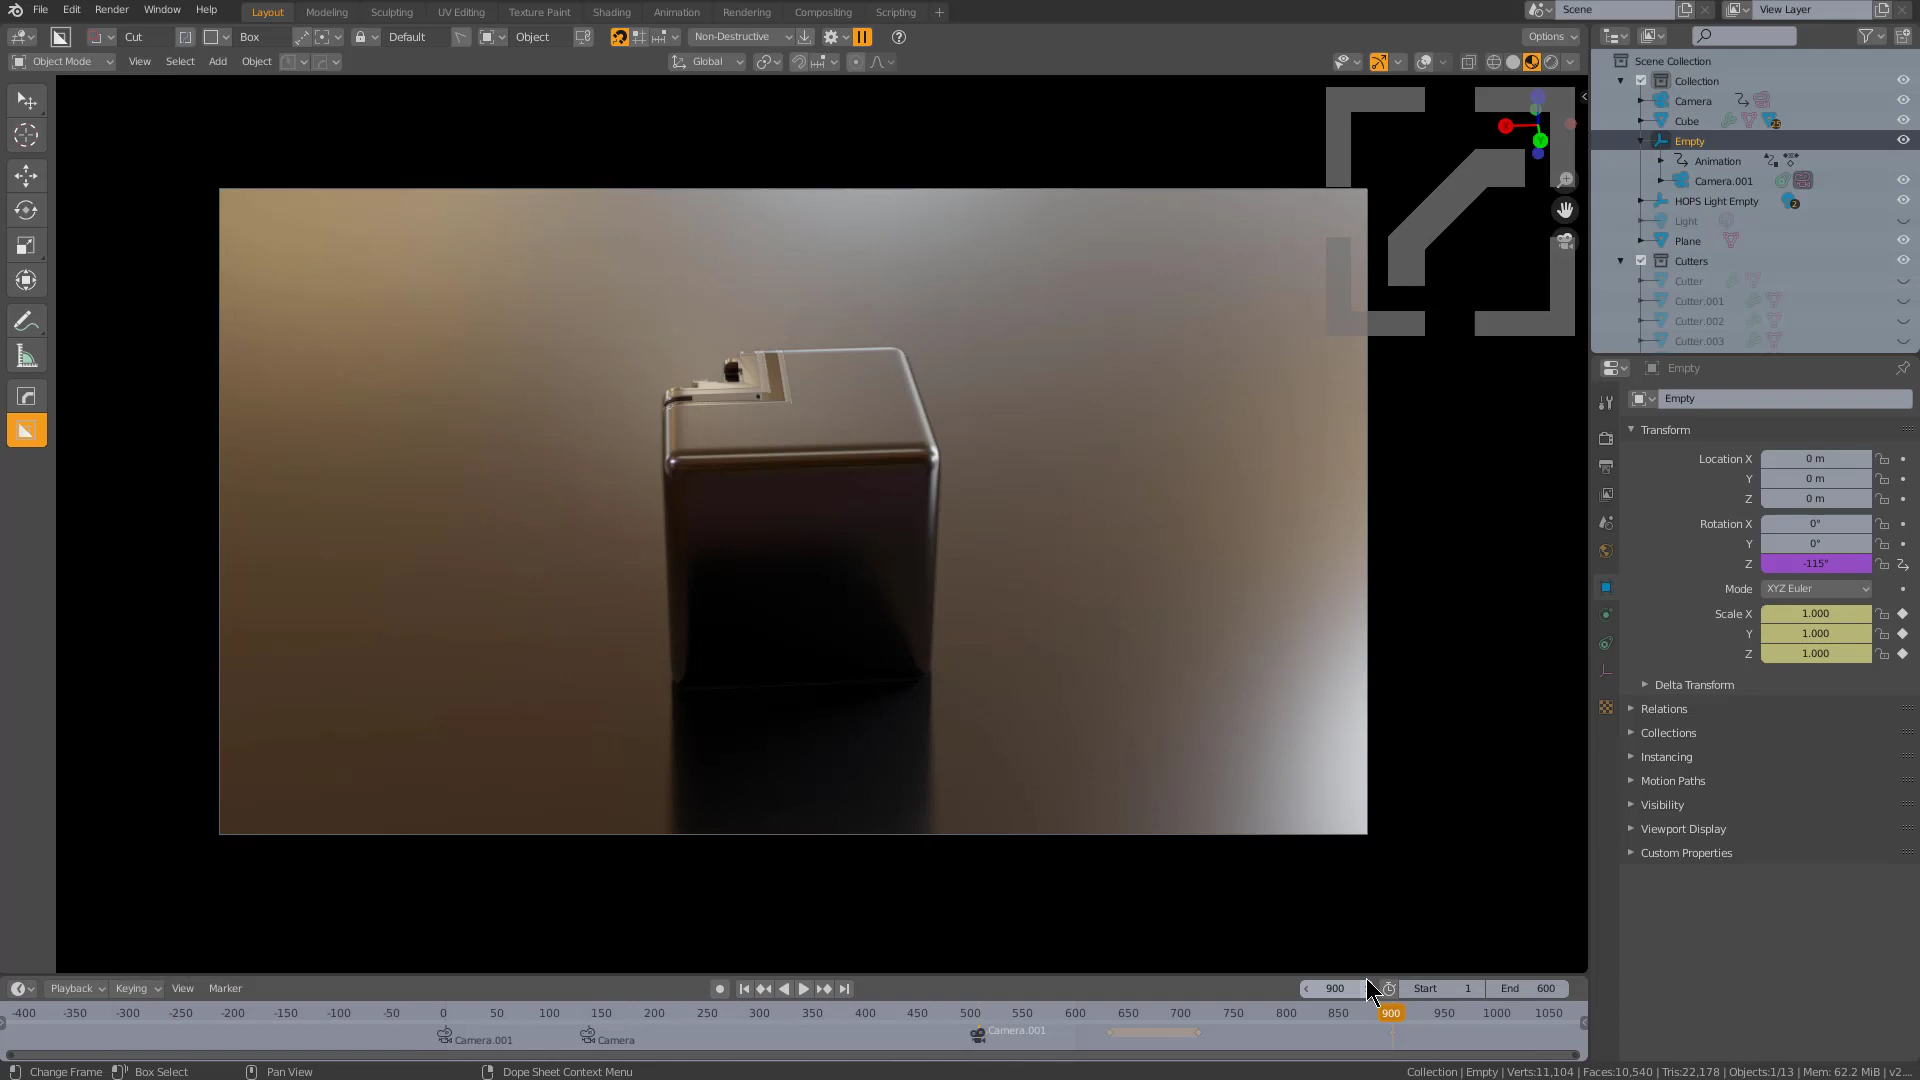 File Edit Render Window Help
Layout Modeling Sculpting UV Editing Texture Paint Shading Animation Rendering Compositing Scripting +
Scene View Layer
Cut Box Default Object Non-Destructive Options
Object Mode View Select Add Object Global
Scene Collection
Collection
Camera
Cube 25
Empty
Animation
Camera.001
HOPS Light Empty 2
Light
Plane
Cutters
Cutter
Cutter.001
Cutter.002
Cutter.003
X
Y
Empty
Empty
Transform
Location X 0 m
Y 0 m
Z 0 m
Rotation X 0°
Y 0°
Z -115°
Mode XYZ Euler
Scale X 1.000
Y 1.000
Z 1.000
Delta Transform
Relations
Collections
Instancing
Motion Paths
Visibility
Viewport Display
Custom Properties
Playback Keying View Marker 900 Start 1 End 600
-400 -350 -300 -250 -200 -150 -100 -50 0 50 100 150 200 250 300 350 400 450 500 550 600 650 700 750 800 850 900 950 1000 1050
Camera.001 Camera Camera.001
Change Frame Box Select Pan View Dope Sheet Context Menu Collection | Empty | Verts:11,104 | Faces:10,540 | Tris:22,178 | Objects:1/13 | Mem: 62.2 MiB | v2....